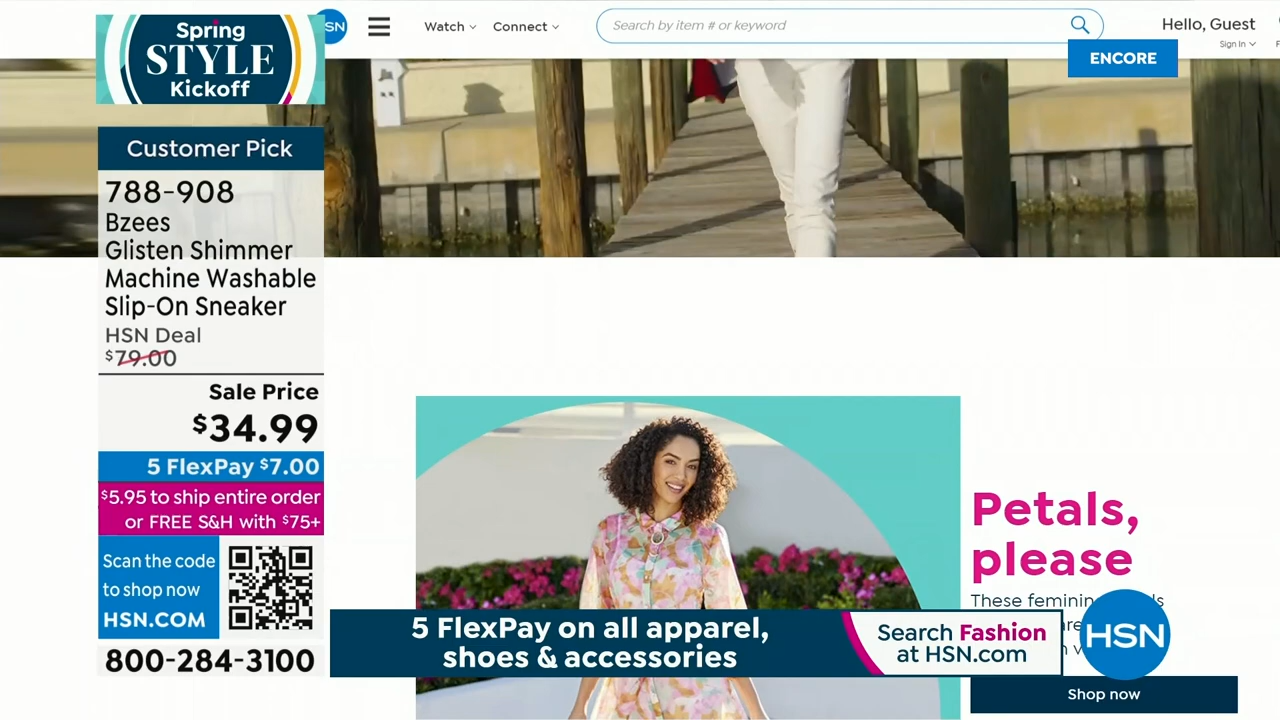 Spring
STYLE
Kickoff
HSN
Watch
Connect
Search by item # or keyword
Hello, Guest
Sign In
ENCORE
Customer Pick
788-908
Bzees
Glisten Shimmer
Machine Washable
Slip-On Sneaker
HSN Deal
$79.00
Sale Price
$34.99
5 FlexPay $7.00
$5.95 to ship entire order
or FREE S&H with $75+
Scan the code
to shop now
HSN.COM
800-284-3100
Petals,
please
These
5 FlexPay on all apparel,
shoes & accessories
Search Fashion
at HSN.com
HSN
Shop now